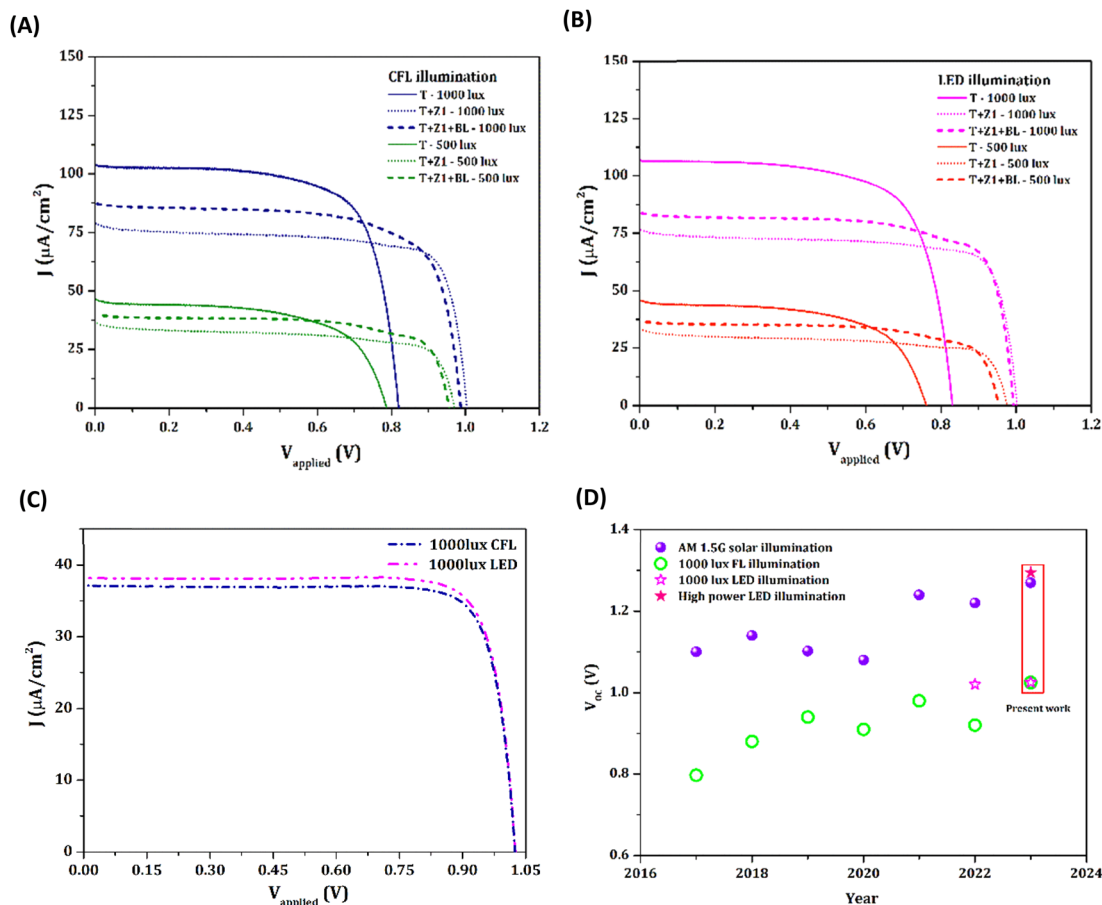 (A)
150
125
100
75
50
25
0
J (µA/cm²)
0.0 0.2 0.4 0.6 0.8 1.0 1.2
V_applied (V)
CFL illumination
T - 1000 lux
T+Z1 - 1000 lux
T+Z1+BL - 1000 lux
T - 500 lux
T+Z1 - 500 lux
T+Z1+BL - 500 lux
(B)
150
125
100
75
50
25
0
J (µA/cm²)
0.0 0.2 0.4 0.6 0.8 1.0 1.2
V_applied (V)
LED illumination
T - 1000 lux
T+Z1 - 1000 lux
T+Z1+BL - 1000 lux
T - 500 lux
T+Z1 - 500 lux
T+Z1+BL - 500 lux
(C)
40
30
20
10
0
J (µA/cm²)
0.00 0.15 0.30 0.45 0.60 0.75 0.90 1.05
V_applied (V)
1000lux CFL
1000lux LED
(D)
1.4
1.2
1.0
0.8
0.6
V_oc (V)
2016 2018 2020 2022 2024
Year
AM 1.5G solar illumination
1000 lux FL illumination
1000 lux LED illumination
High power LED illumination
Present work